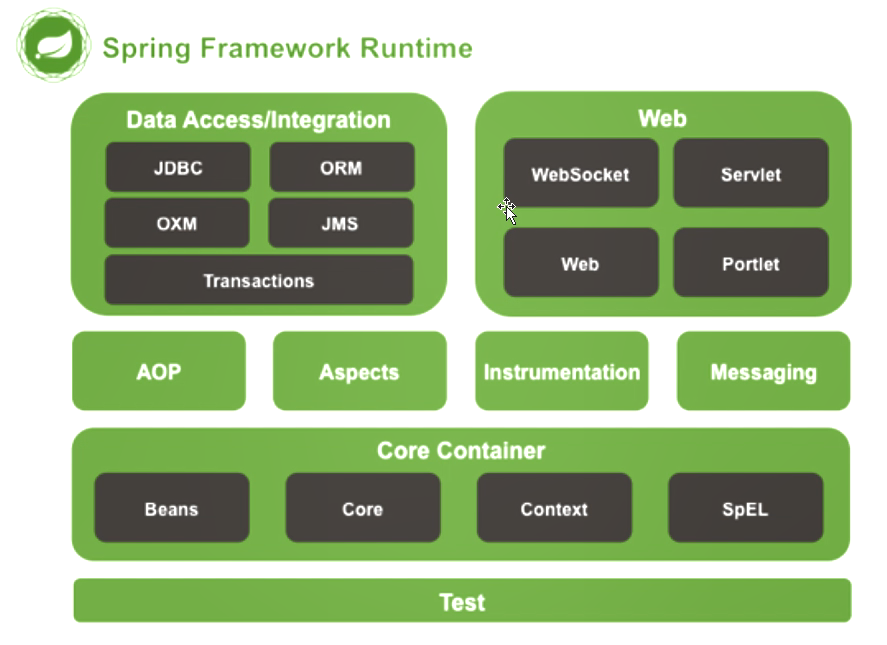 Spring Framework Runtime
Data Access/Integration
JDBC
ORM
OXM
JMS
Transactions
Web
WebSocket
Servlet
Web
Portlet
AOP
Aspects
Instrumentation
Messaging
Core Container
Beans
Core
Context
SpEL
Test